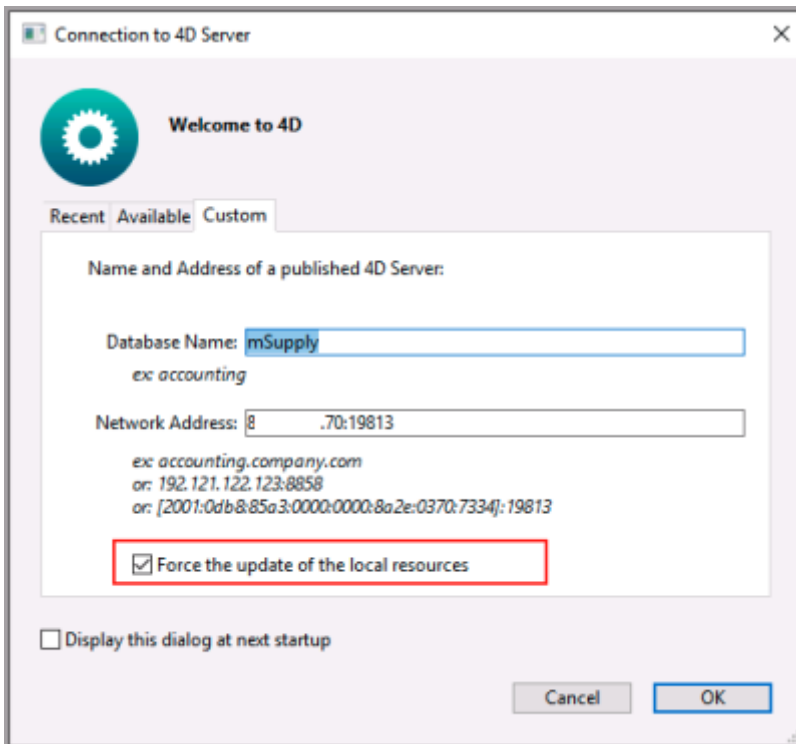 Connection to 4D Server
Welcome to 4D
Recent Available Custom
Name and Address of a published 4D Server:
Database Name: mSupply
ex: accounting
Network Address: 8 .70:19813
ex: accounting.company.com
or: 192.121.122.123:8858
or: [2001:0db8:85a3:0000:0000:8a2e:0370:7334]:19813
Force the update of the local resources
Display this dialog at next startup
Cancel OK